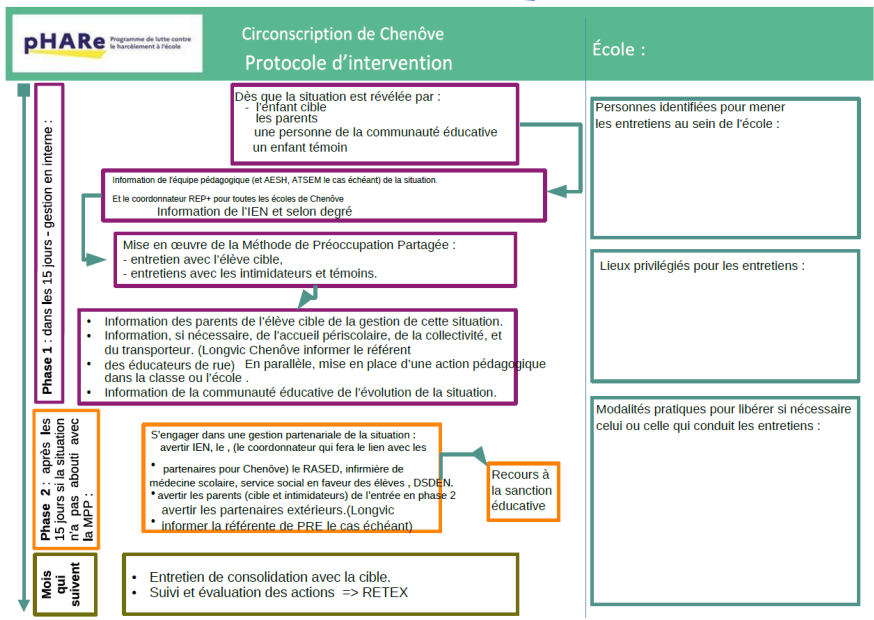 pHARe
Programme de lutte contre
le harcèlement à l'école
Circonscription de Chenôve
Protocole d'intervention
École :
Phase 1 : dans les 15 jours - gestion en interne :
Dès que la situation est révélée par :
- l'enfant cible
les parents
une personne de la communauté éducative
un enfant témoin
Information de l'équipe pédagogique (et AESH, ATSEM le cas échéant) de la situation.
Et le coordonnateur REP+ pour toutes les écoles de Chenôve
Information de l'IEN et selon degré
Mise en œuvre de la Méthode de Préoccupation Partagée :
- entretien avec l'élève cible,
- entretiens avec les intimidateurs et témoins.
• Information des parents de l'élève cible de la gestion de cette situation.
• Information, si nécessaire, de l'accueil périscolaire, de la collectivité, et
du transporteur. (Longvic Chenôve informer le référent
• des éducateurs de rue) En parallèle, mise en place d'une action pédagogique
dans la classe ou l'école .
• Information de la communauté éducative de l'évolution de la situation.
Phase 2 : après les
15 jours si la situation
n'a pas abouti avec
la MPP :
S'engager dans une gestion partenariale de la situation :
avertir IEN, le , (le coordonateur qui fera le lien avec les
• partenaires pour Chenôve) le RASED, infirmière de
médecine scolaire, service social en faveur des élèves , DSDEN.
• avertir les parents (cible et intimidateurs) de l'entrée en phase 2
avertir les partenaires extérieurs.(Longvic
• informer la référente de PRE le cas échéant)
Recours à
la sanction
éducative
Mois
qui
suivent
• Entretien de consolidation avec la cible.
• Suivi et évaluation des actions => RETEX
Personnes identifiées pour mener
les entretiens au sein de l'école :
Lieux privilégiés pour les entretiens :
Modalités pratiques pour libérer si nécessaire
celui ou celle qui conduit les entretiens :